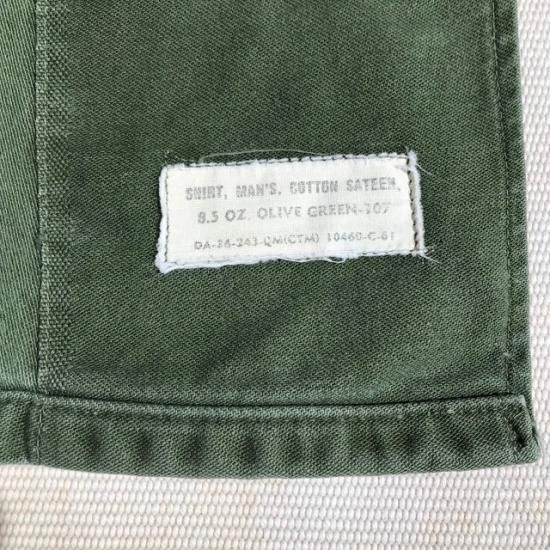 SHIRT, MAN'S, COTTON SATEEN,
8.5 OZ. OLIVE GREEN-107
DA-36-243-QM(CTM) 10460-C-61